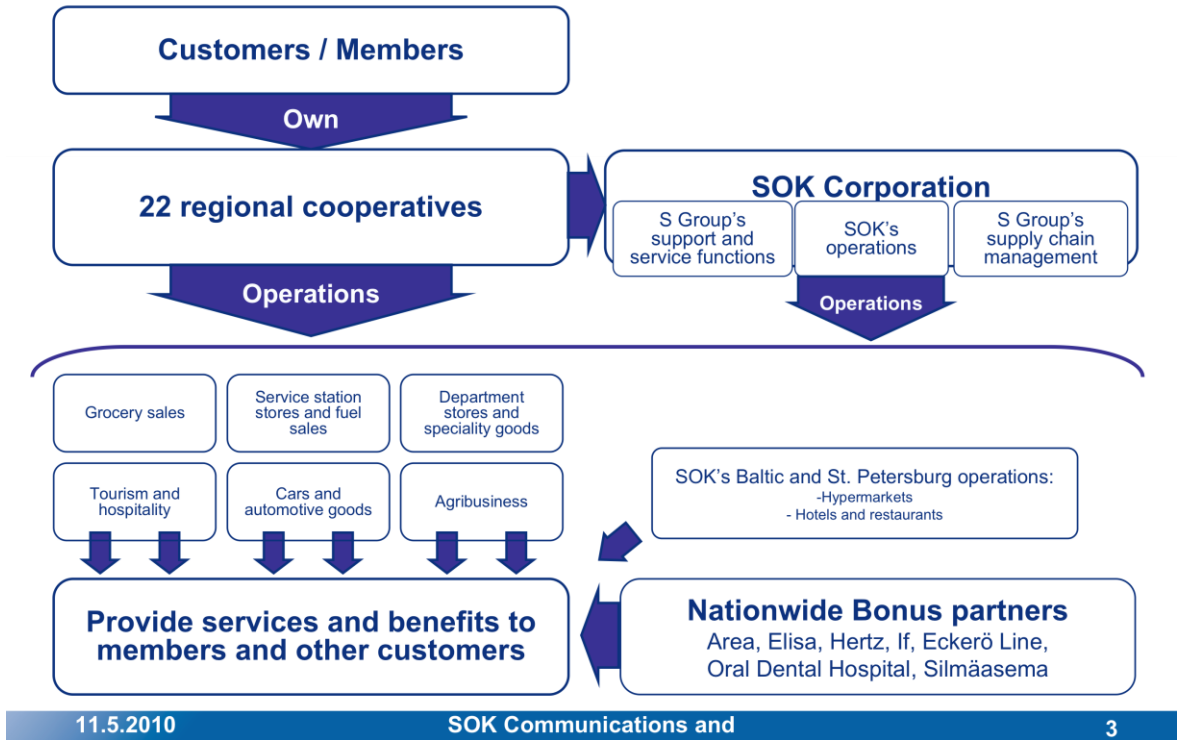 Customers / Members
Own
22 regional cooperatives
SOK Corporation
S Group's
support and
service functions
SOK's
operations
S Group's
supply chain
management
Operations
Operations
Grocery sales
Service station
stores and fuel
sales
Department
stores and
speciality goods
Tourism and
hospitality
Cars and
automotive goods
Agribusiness
SOK's Baltic and St. Petersburg operations:
-Hypermarkets
- Hotels and restaurants
Provide services and benefits to
members and other customers
Nationwide Bonus partners
Area, Elisa, Hertz, If, Eckerö Line,
Oral Dental Hospital, Silmäasema
11.5.2010
SOK Communications and
3